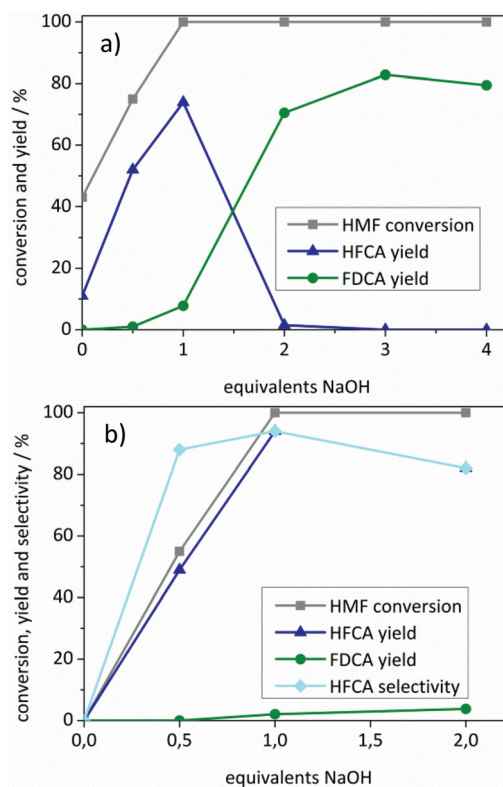 a)
100
80
60
40
20
0
conversion and yield / %
HMF conversion
HFCA yield
FDCA yield
0 1 2 3 4
equivalents NaOH
b)
100
80
60
40
20
0
conversion, yield and selectivity / %
HMF conversion
HFCA yield
FDCA yield
HFCA selectivity
0,0 0,5 1,0 1,5 2,0
equivalents NaOH